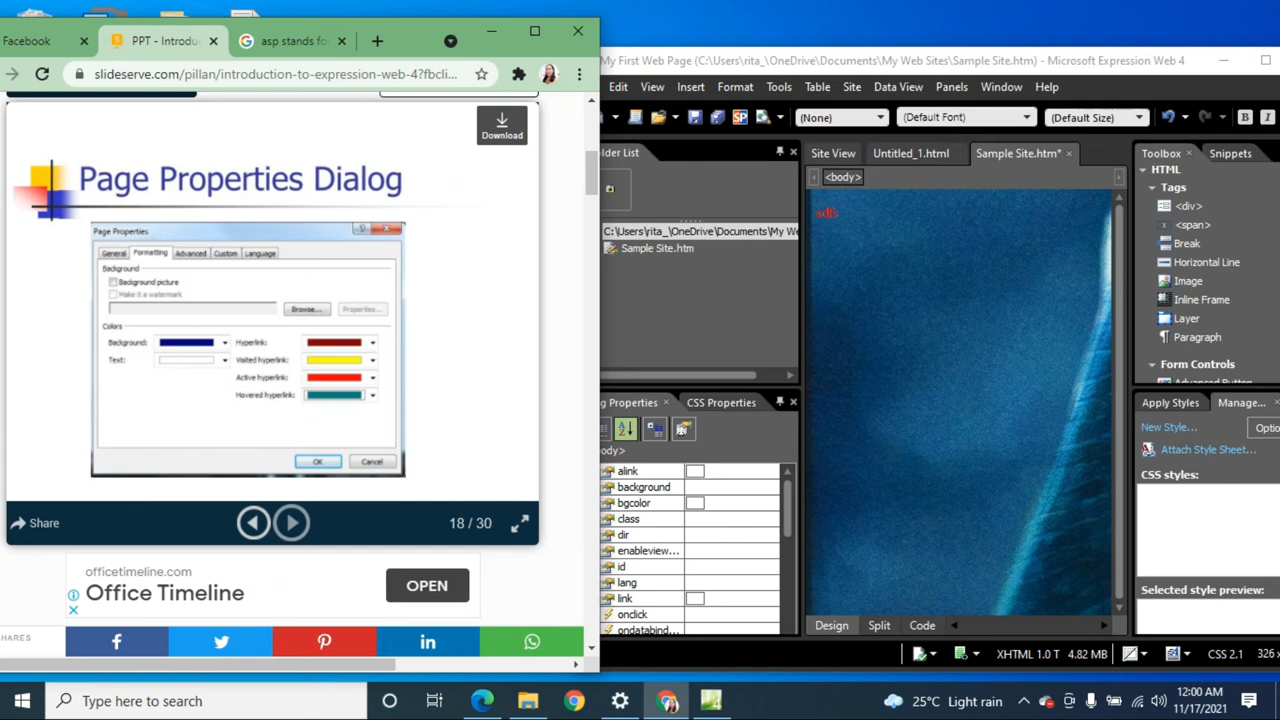 Facebook
PPT - Introdu
asp stands fo
slideserve.com/pillan/introduction-to-expression-web-4?fbcli...
Download
Page Properties Dialog
Page Properties
General
Formatting
Advanced
Custom
Language
Background
Background picture
Make it a watermark
Browse...
Properties...
Colors
Background:
Hyperlink:
Text:
Visited hyperlink:
Active hyperlink:
Hovered hyperlink:
OK
Cancel
Share
18 / 30
officetimeline.com
Office Timeline
OPEN
SHARES
My First Web Page (C:\Users\rita_\OneDrive\Documents\My Web Sites\Sample Site.htm) - Microsoft Expression Web 4
Edit View Insert Format Tools Table Site Data View Panels Window Help
(None)
(Default Font)
(Default Size)
B I
SP
lder List
C:\Users\rita_\OneDrive\Documents\My We
Sample Site.htm
Site View
Untitled_1.html
Sample Site.htm*
<body>
sdfs
Toolbox
Snippets
HTML
Tags
<div>
<span>
Break
Horizontal Line
Image
Inline Frame
Layer
Paragraph
Form Controls
Advanced Button
g Properties
CSS Properties
y>
alink
background
bgcolor
class
dir
enableview...
id
lang
link
onclick
ondatabind...
Apply Styles
Manage...
New Style...
Optio
Attach Style Sheet...
CSS styles:
Selected style preview:
Design
Split
Code
XHTML 1.0 T
4.82 MB
CSS 2.1
326 x
Type here to search
25°C Light rain
12:00 AM
11/17/2021